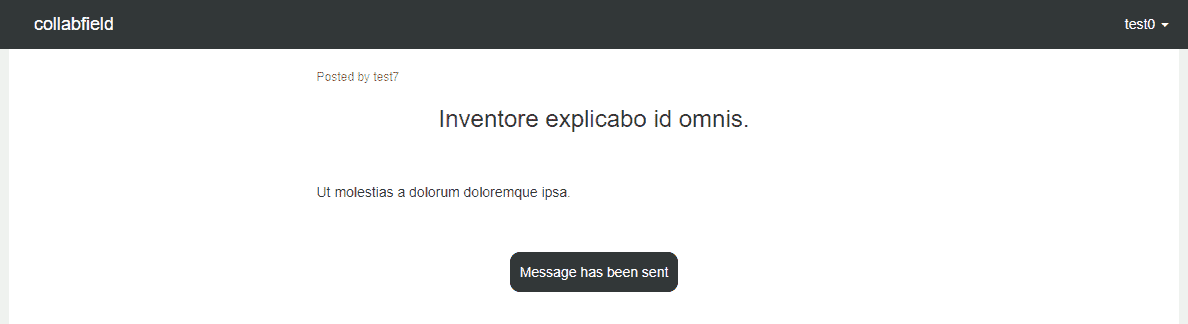 collabfield
test0
Posted by test7
Inventore explicabo id omnis.
Ut molestias a dolorum doloremque ipsa.
Message has been sent